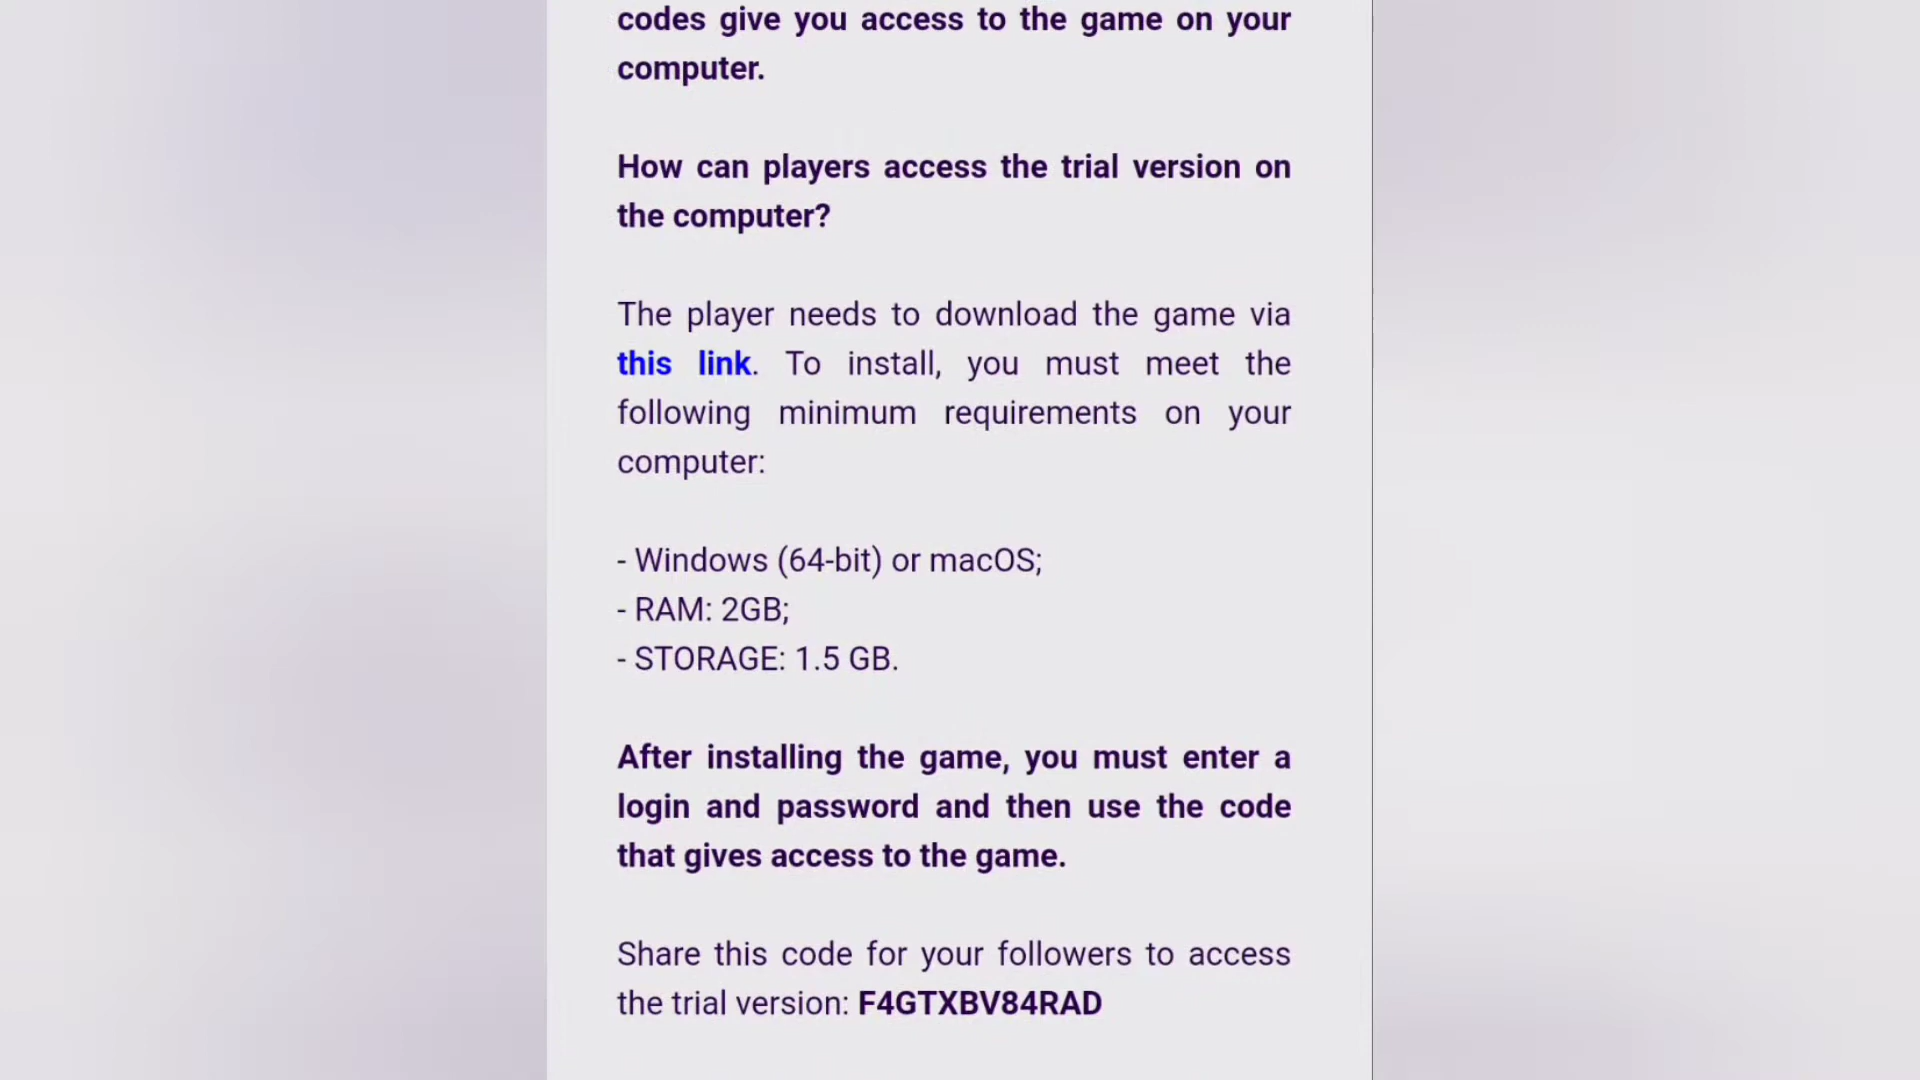 codes give you access to the game on your
computer.
How can players access the trial version on
the computer?
The player needs to download the game via
this link. To install, you must meet the
following minimum requirements on your
computer:
- Windows (64-bit) or macOS;
- RAM: 2GB;
- STORAGE: 1.5 GB.
After installing the game, you must enter a
login and password and then use the code
that gives access to the game.
Share this code for your followers to access
the trial version: F4GTXBV84RAD